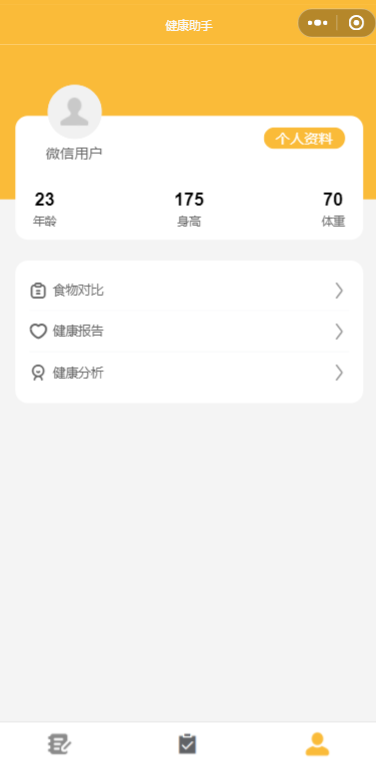 健康助手
个人资料
微信用户
23 175 70
年龄 身高 体重
食物对比
健康报告
健康分析